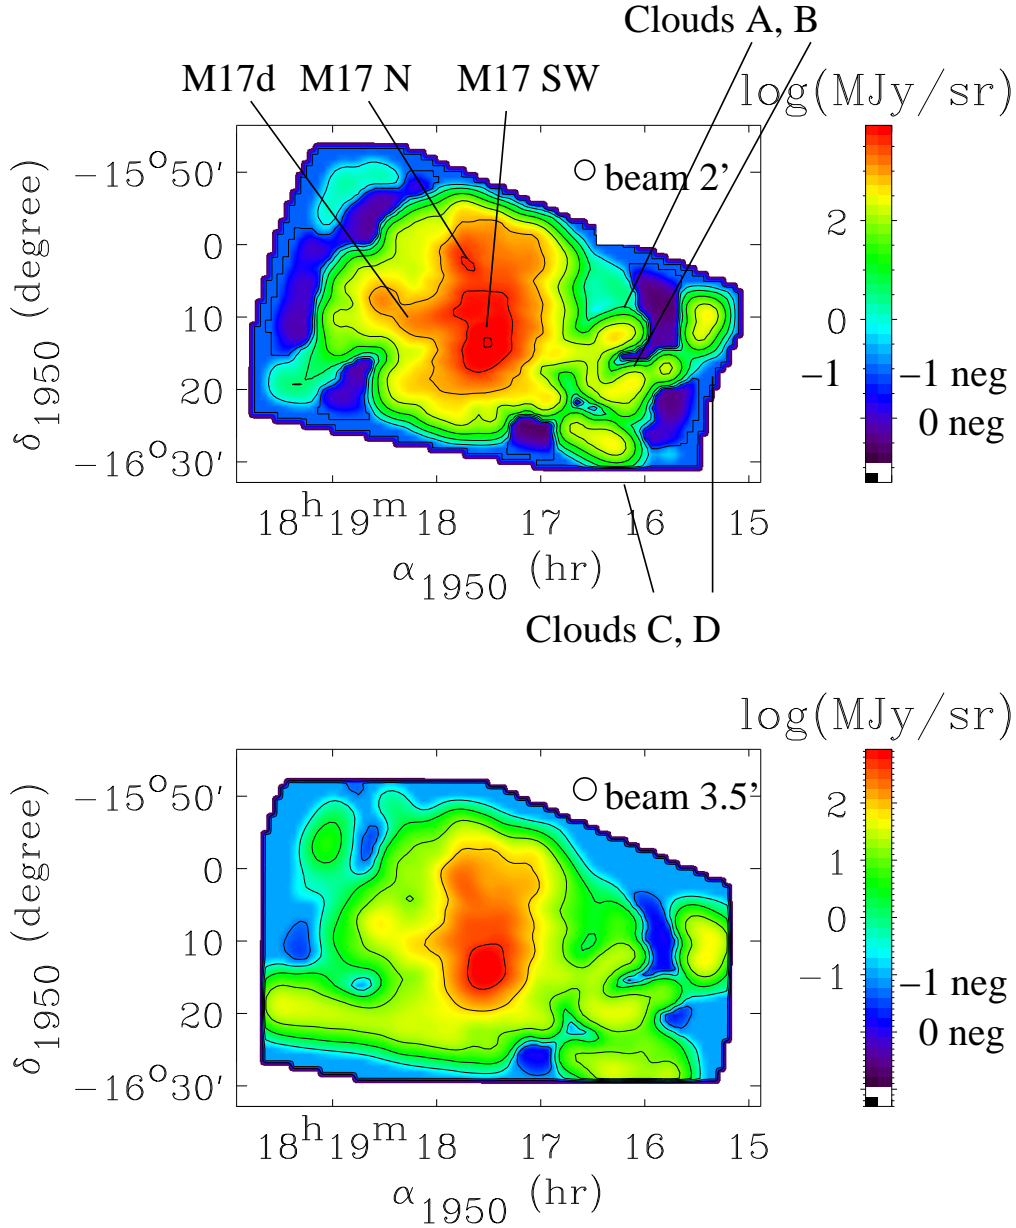 Clouds A, B
M17d M17 N M17 SW
log(MJy/sr)
beam 2'
−15°50'
0
10
20
−16°30'
δ1950 (degree)
2
0
−1 −1 neg
0 neg
18h19m 18 17 16 15
α1950 (hr)
Clouds C, D
log(MJy/sr)
beam 3.5'
−15°50'
0
10
20
−16°30'
δ1950 (degree)
2
1
0
−1
−1 neg
0 neg
18h19m 18 17 16 15
α1950 (hr)